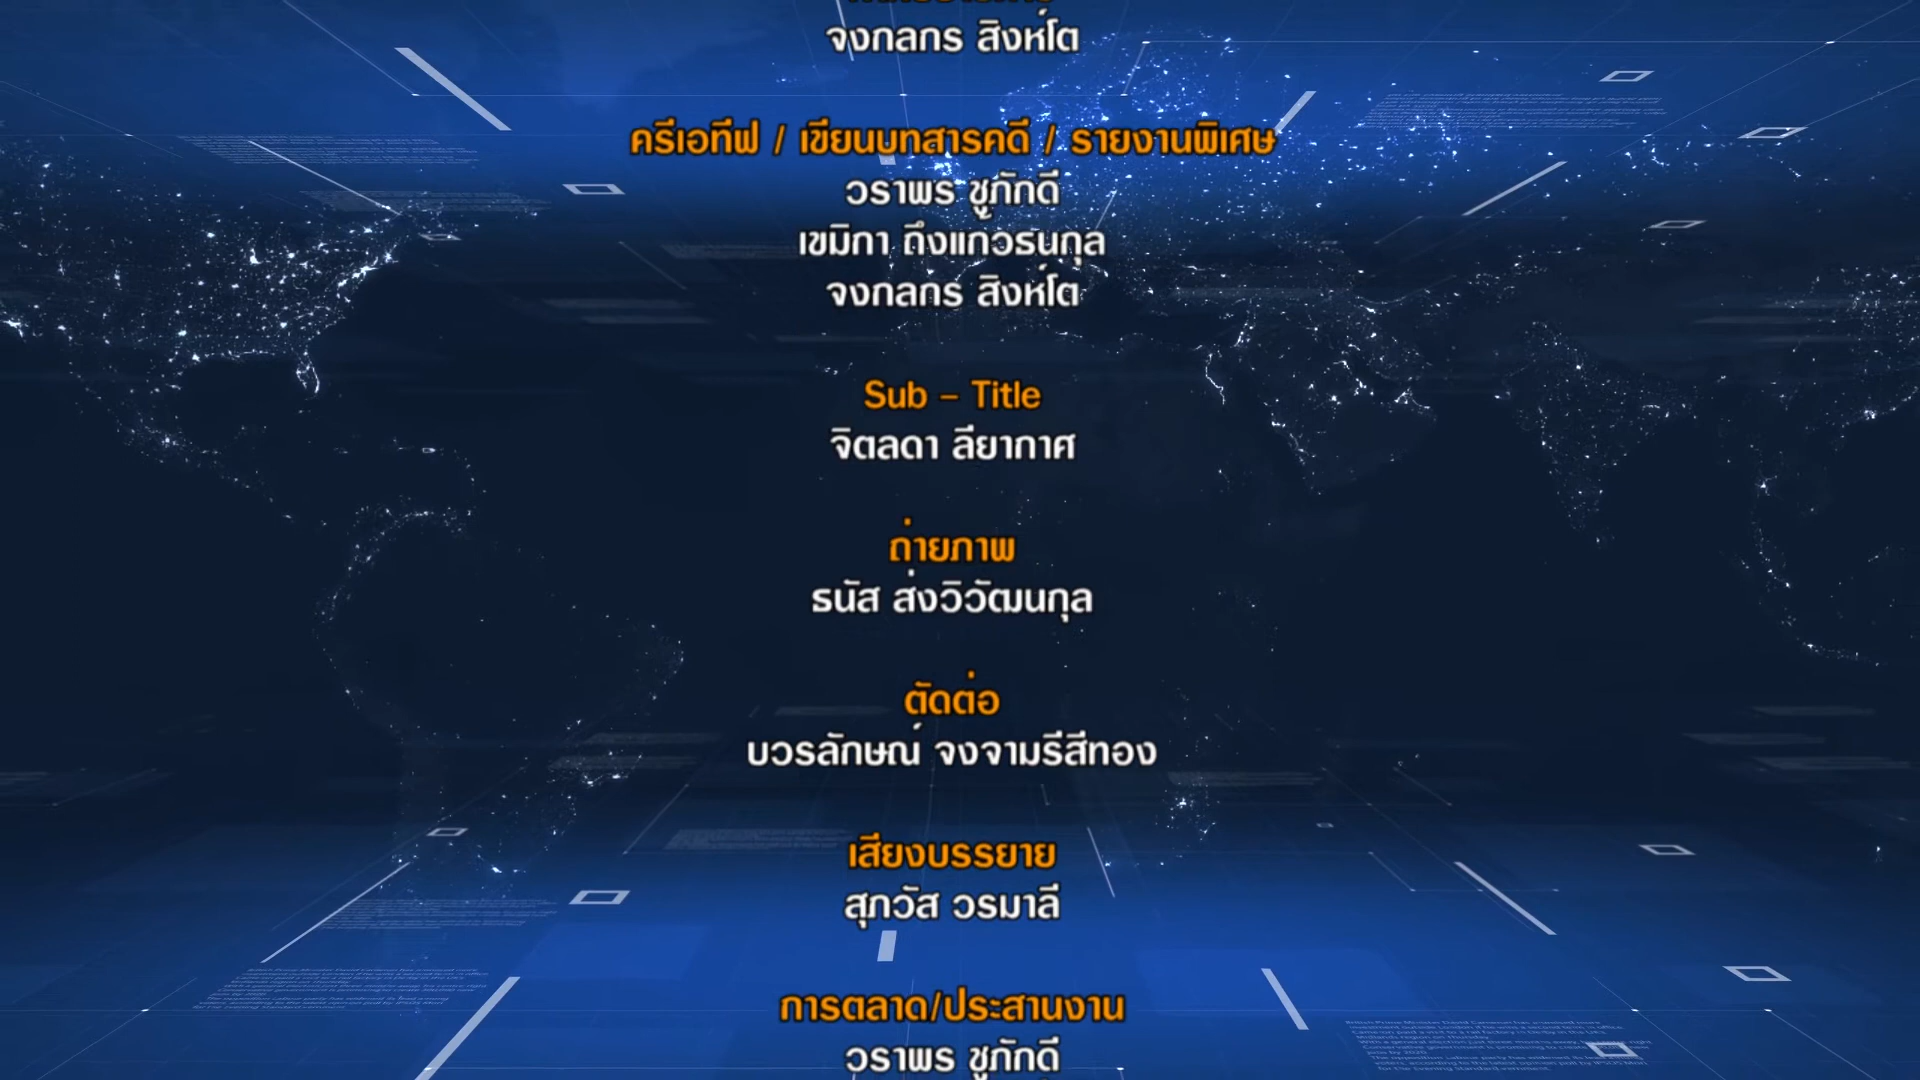 จงกลกร สิงห์โต
ครีเอทีฟ / เขียนบทสารคดี / รายงานพิเศษ
วราพร ชูภักดี
เขมิกา ถึงแก้วธนกุล
จงกลกร สิงห์โต
Sub - Title
จิตลดา ลียากาศ
ถ่ายภาพ
ธนัส ส่งวิวัฒนกุล
ตัดต่อ
บวรลักษณ์ จงจามรีสีทอง
เสียงบรรยาย
สุภวัส วรมาลี
การตลาด/ประสานงาน
วราพร ชูภักดี